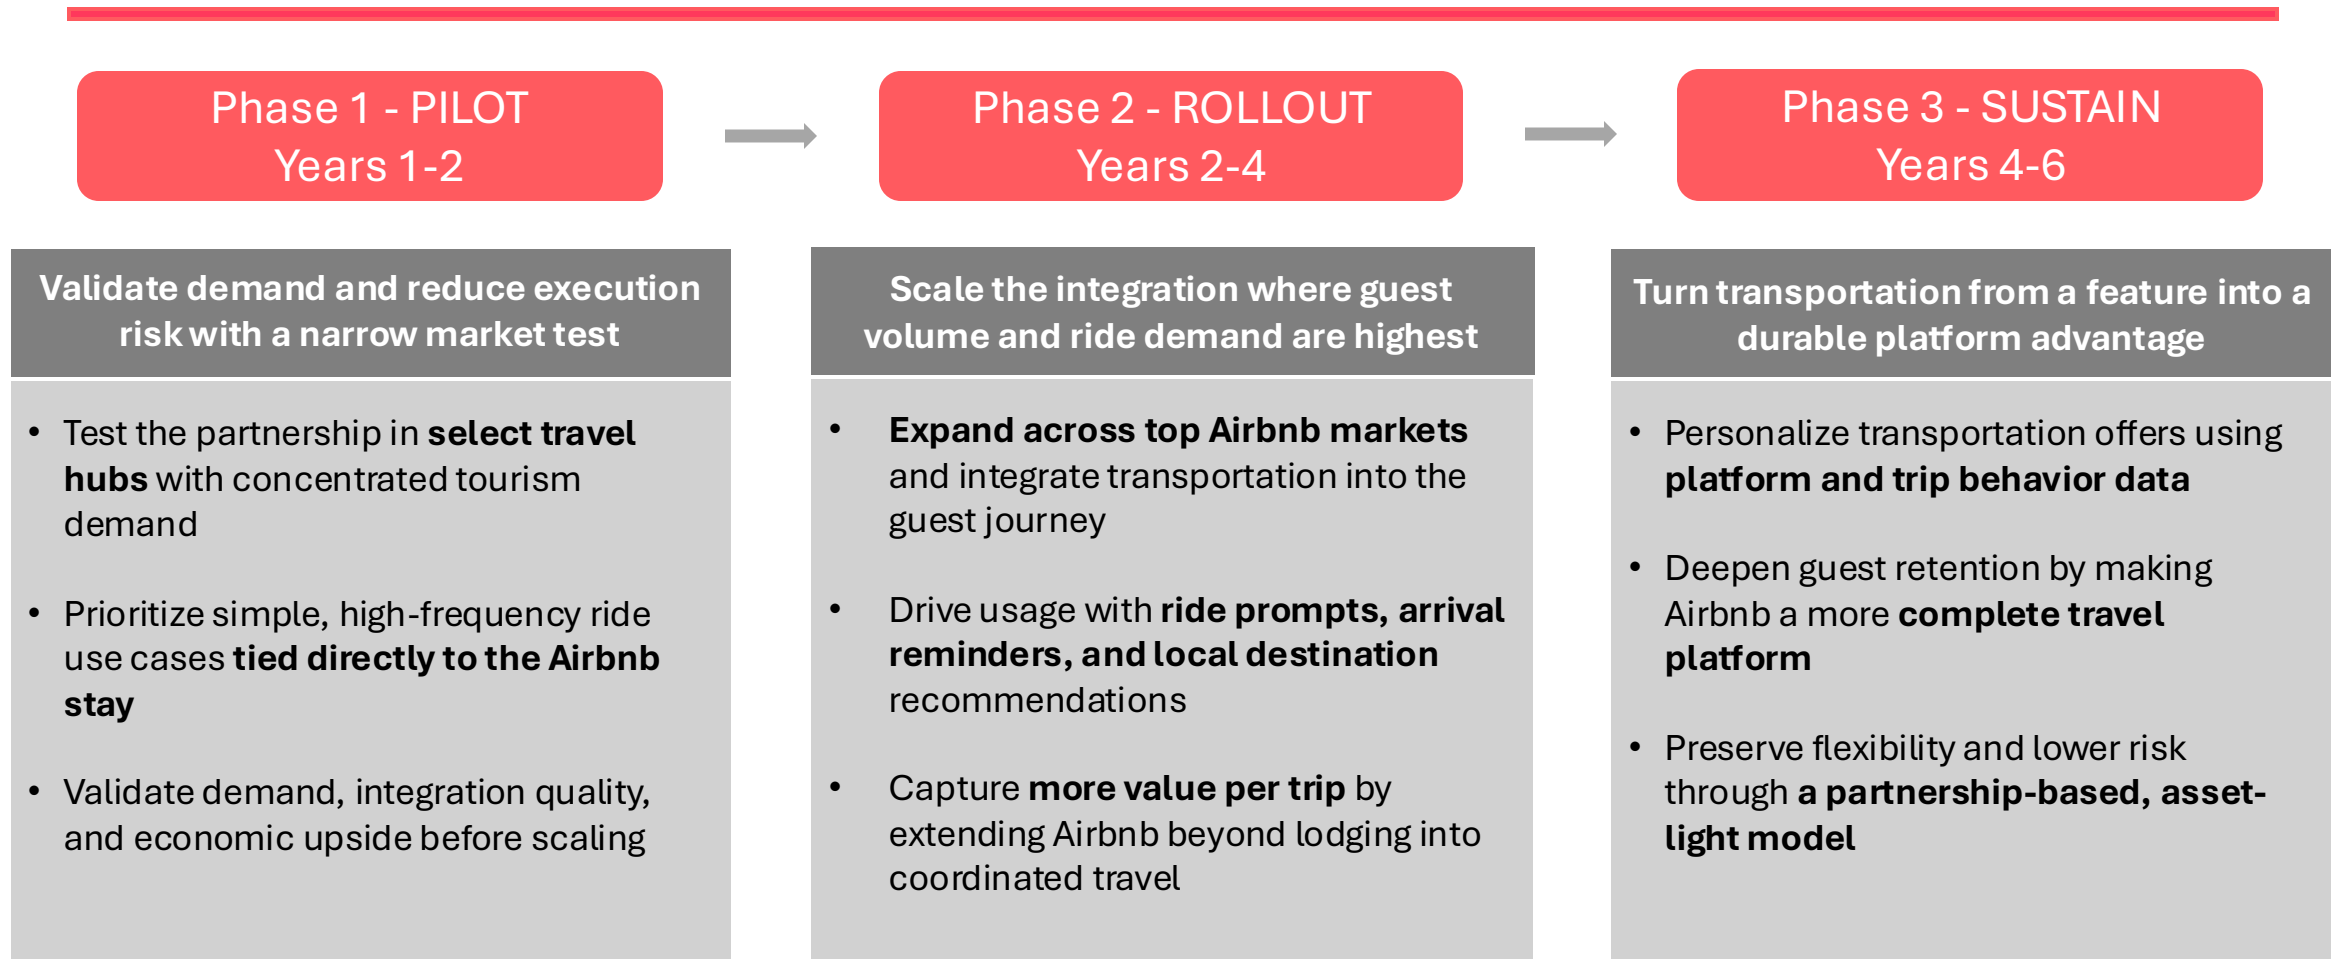 Phase 1 - PILOT
Years 1-2
Phase 2 - ROLLOUT
Years 2-4
Phase 3 - SUSTAIN
Years 4-6
Validate demand and reduce execution
risk with a narrow market test
• Test the partnership in select travel
hubs with concentrated tourism
demand
• Prioritize simple, high-frequency ride
use cases tied directly to the Airbnb
stay
• Validate demand, integration quality,
and economic upside before scaling
Scale the integration where guest
volume and ride demand are highest
• Expand across top Airbnb markets
and integrate transportation into the
guest journey
• Drive usage with ride prompts, arrival
reminders, and local destination
recommendations
• Capture more value per trip by
extending Airbnb beyond lodging into
coordinated travel
Turn transportation from a feature into a
durable platform advantage
• Personalize transportation offers using
platform and trip behavior data
• Deepen guest retention by making
Airbnb a more complete travel
platform
• Preserve flexibility and lower risk
through a partnership-based, asset-
light model